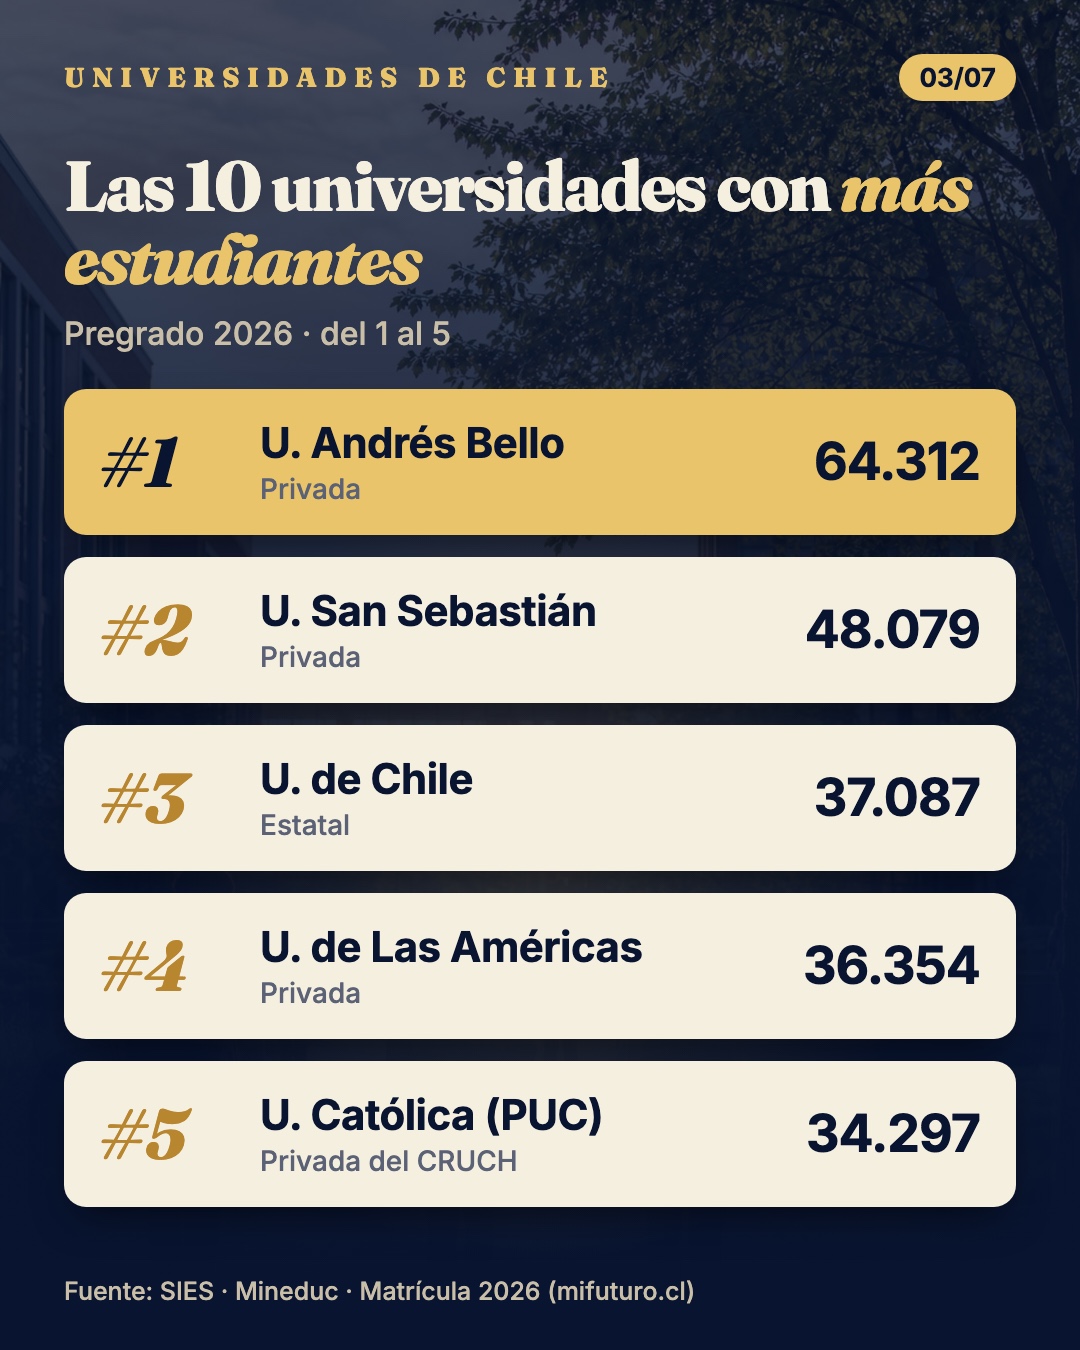 UNIVERSIDADES DE CHILE
03/07
Las 10 universidades con más
estudiantes
Pregrado 2026 · del 1 al 5
#1
U. Andrés Bello
Privada
64.312
#2
U. San Sebastián
Privada
48.079
#3
U. de Chile
Estatal
37.087
#4
U. de Las Américas
Privada
36.354
#5
U. Católica (PUC)
Privada del CRUCH
34.297
Fuente: SIES · Mineduc · Matrícula 2026 (mifuturo.cl)